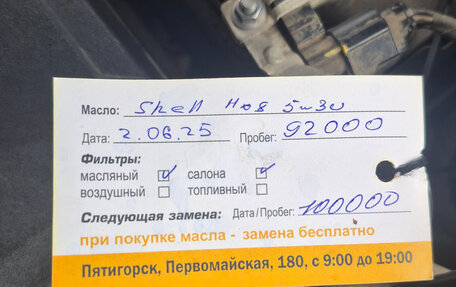 Масло: Shell Hos 5w30
Дата: 2.06.25 Пробег: 92000
Фильтры:
масляный ✓ салона ✓
воздушный топливный
Следующая замена: Дата/Пробег: 100000
при покупке масла - замена бесплатно
Пятигорск, Первомайская, 180, с 9:00 до 19:00